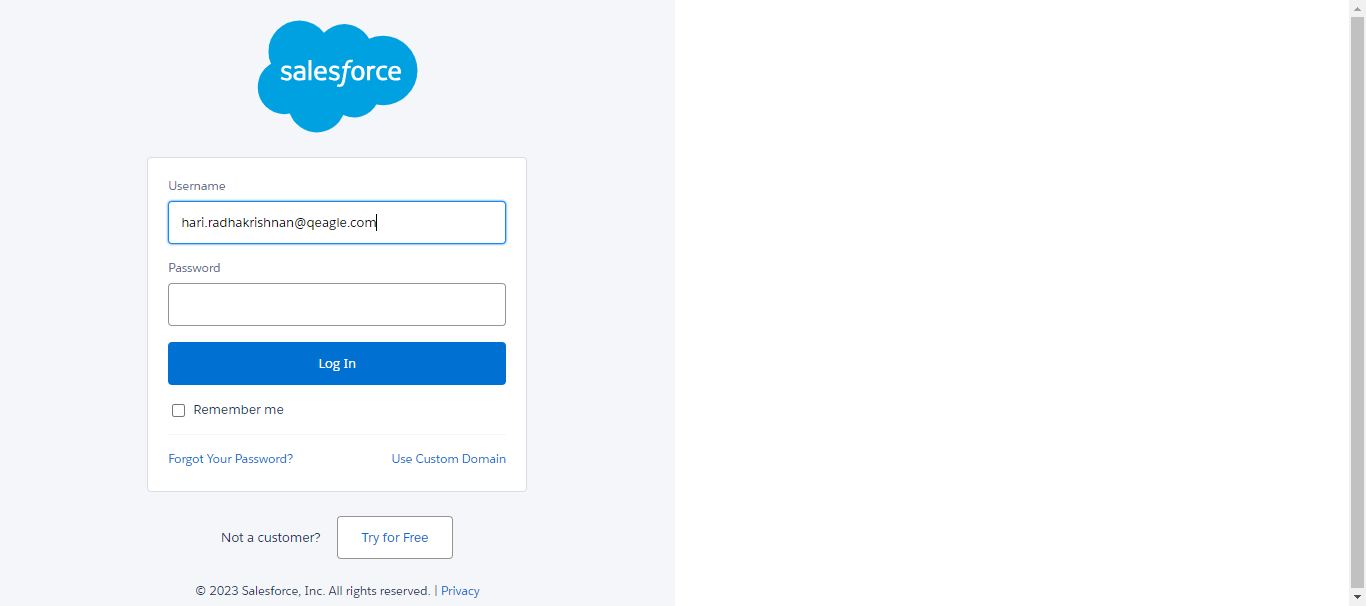 salesforce
Username
hari.radhakrishnan@qeagle.com
Password
Log In
Remember me
Forgot Your Password? Use Custom Domain
Not a customer? Try for Free
© 2023 Salesforce, Inc. All rights reserved. | Privacy